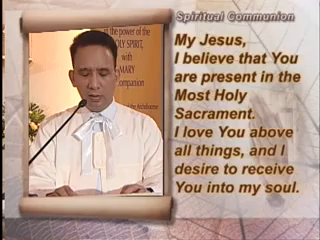 Spiritual Communion
the power of the
HOLY SPIRIT,
with
MARY
companion
My Jesus,
I believe that You
are present in the
Most Holy
Sacrament.
I love You above
all things, and I
desire to receive
You into my soul.